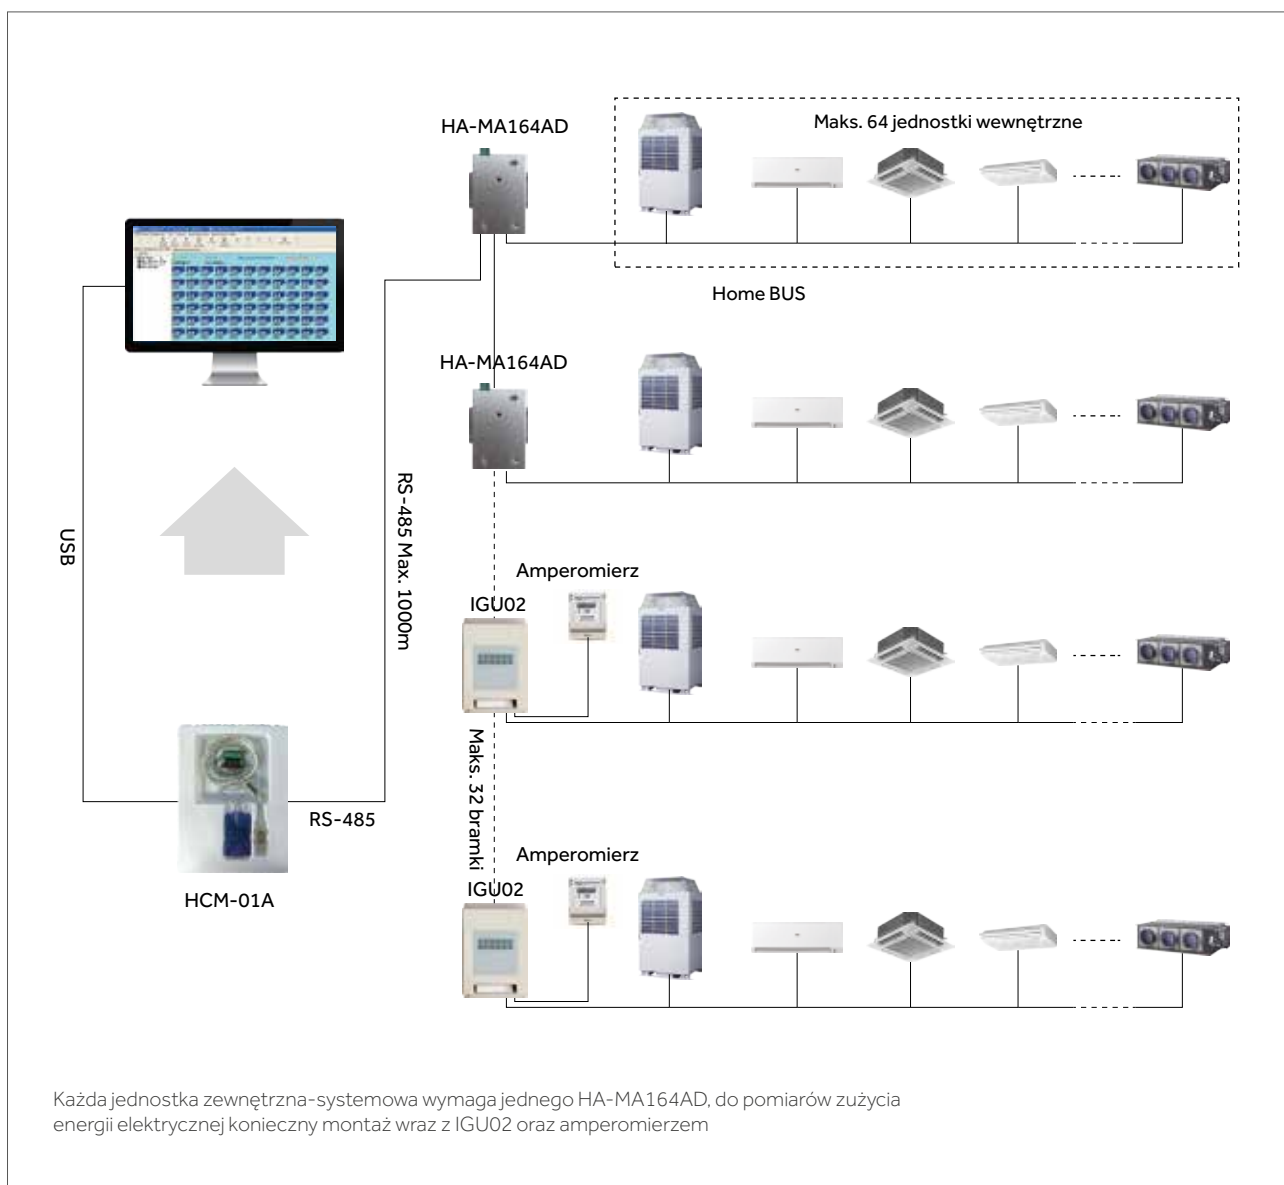 HA-MA164AD
Maks. 64 jednostki wewnętrzne
Home BUS
HA-MA164AD
USB
RS-485 Max. 1000m
Amperomierz
IGU02
Maks. 32 bramki
RS-485
HCM-01A
Amperomierz
IGU02
Każda jednostka zewnętrzna-systemowa wymaga jednego HA-MA164AD, do pomiarów zużycia
energii elektrycznej konieczny montaż wraz z IGU02 oraz amperomierzem